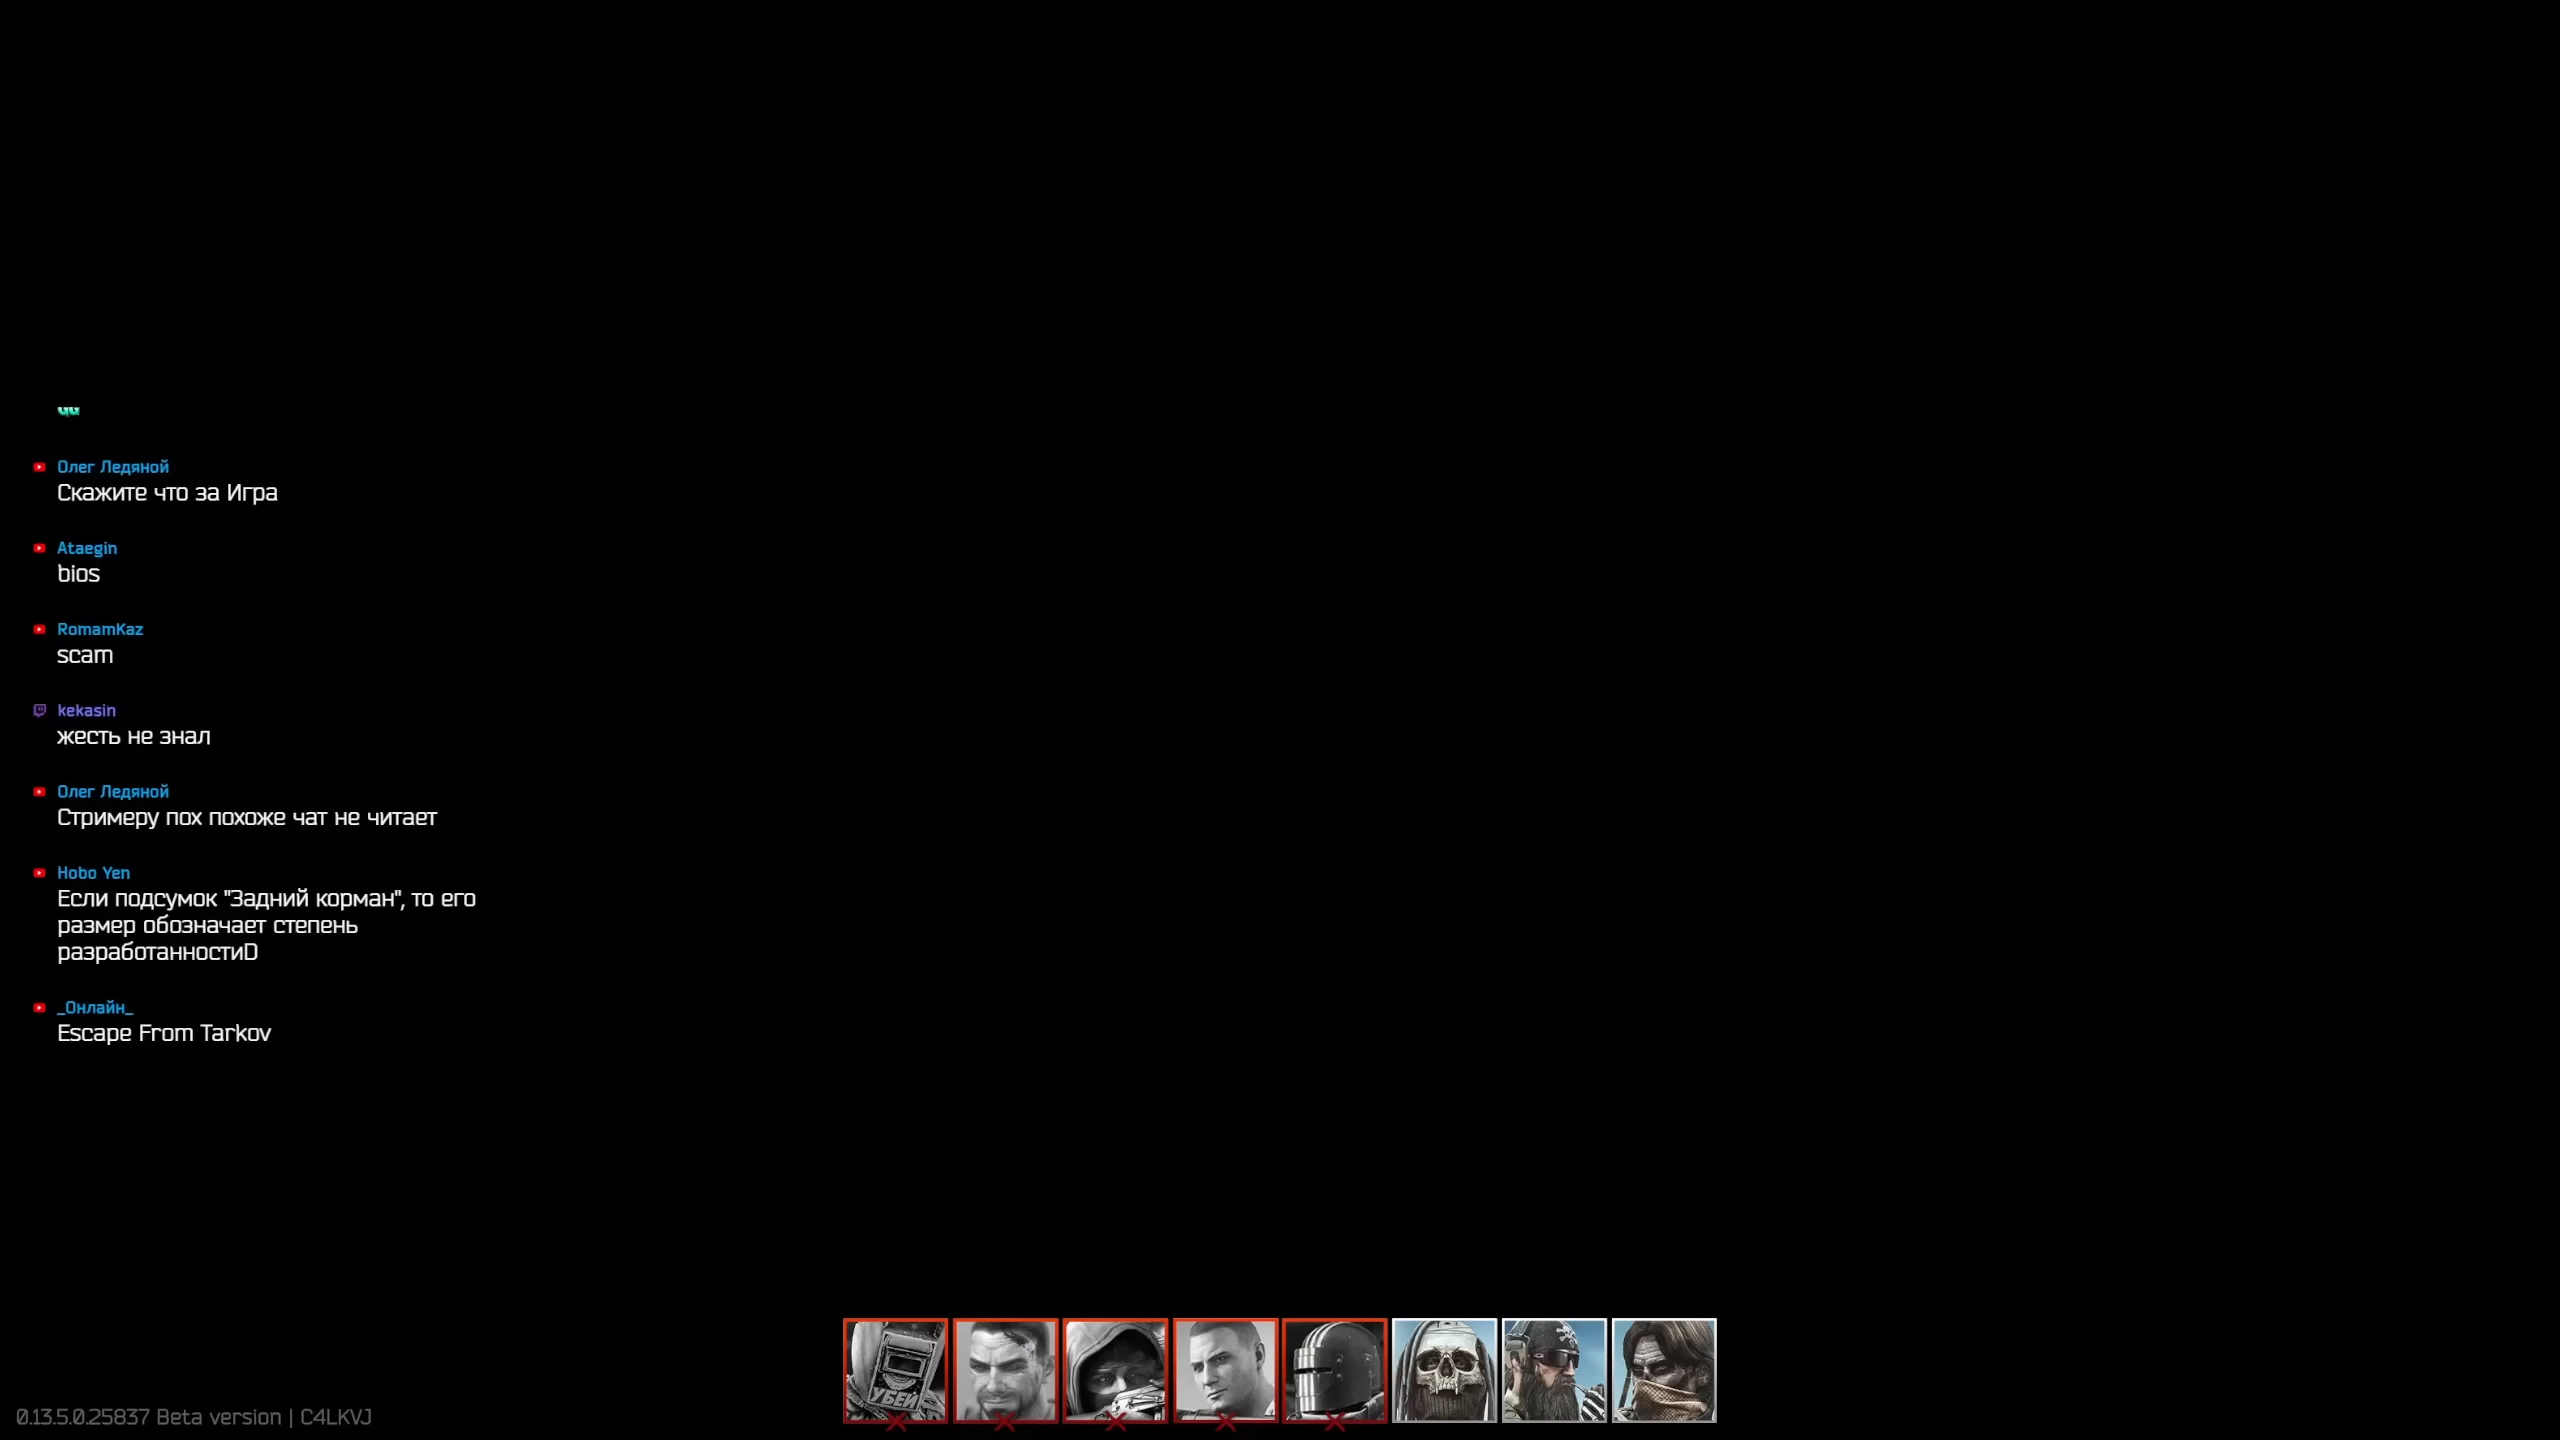 Олег Ледяной
Скажите что за Игра
Ataegin
bios
RomamKaz
scam
kekasin
жесть не знал
Олег Ледяной
Стримеру пох похоже чат не читает
Hobo Yen
Если подсумок "Задний корман", то его
размер обозначает степень
разработанностиD
_Онлайн_
Escape From Tarkov
УБЕЙ
0.13.5.0.25837 Beta version | C4LKVJ